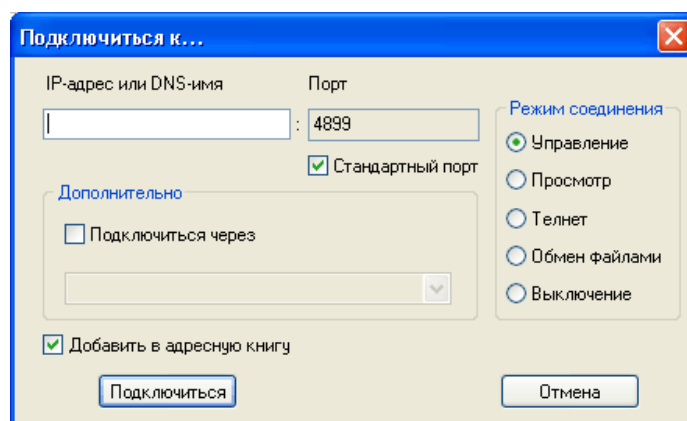 Подключиться к...
IP-адрес или DNS-имя
Порт
:
4899
Стандартный порт
Дополнительно
Подключиться через
Добавить в адресную книгу
Режим соединения
Управление
Просмотр
Телнет
Обмен файлами
Выключение
Подключиться
Отмена